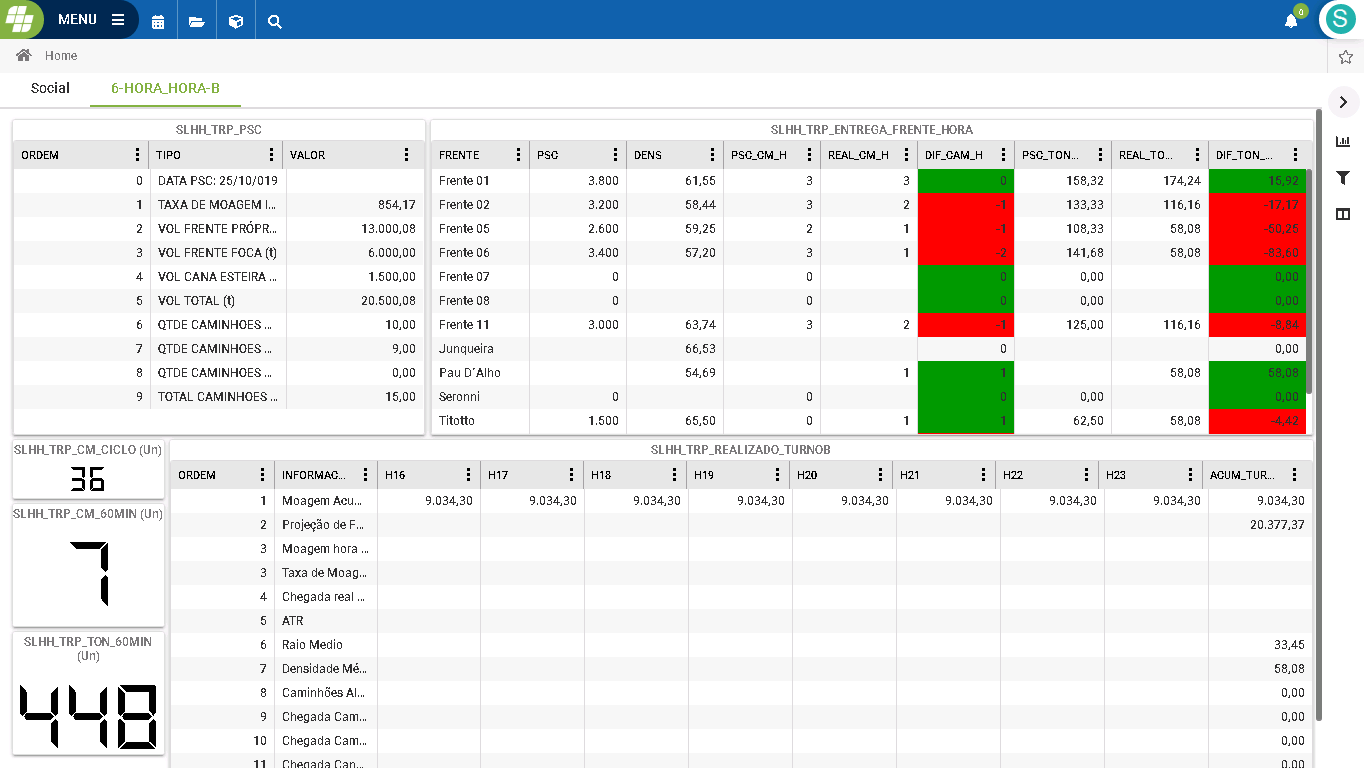 MENU
0
S
Home
Social 6-HORA_HORA-B
SLHH_TRP_PSC
ORDEM TIPO VALOR
0 DATA PSC: 25/10/019
1 TAXA DE MOAGEM I... 854,17
2 VOL FRENTE PRÓPR... 13.000,08
3 VOL FRENTE FOCA (t) 6.000,00
4 VOL CANA ESTEIRA ... 1.500,00
5 VOL TOTAL (t) 20.500,08
6 QTDE CAMINHOES ... 10,00
7 QTDE CAMINHOES ... 9,00
8 QTDE CAMINHOES ... 0,00
9 TOTAL CAMINHOES ... 15,00
SLHH_TRP_ENTREGA_FRENTE_HORA
FRENTE PSC DENS PSC_CM_H REAL_CM_H DIF_CAM_H PSC_TON... REAL_TO... DIF_TON_...
Frente 01 3.800 61,55 3 3 0 158,32 174,24 15,92
Frente 02 3.200 58,44 3 2 -1 133,33 116,16 -17,17
Frente 05 2.600 59,25 2 1 -1 108,33 58,08 -50,25
Frente 06 3.400 57,20 3 1 -2 141,68 58,08 -83,60
Frente 07 0 0 0 0,00 0,00
Frente 08 0 0 0 0,00 0,00
Frente 11 3.000 63,74 3 2 -1 125,00 116,16 -8,84
Junqueira 66,53 0 0,00
Pau D´Alho 54,69 1 1 58,08 58,08
Seronni 0 0 0 0,00 0,00
Titotto 1.500 65,50 0 1 1 62,50 58,08 -4,42
SLHH_TRP_CM_CICLO (Un)
36
SLHH_TRP_CM_60MIN (Un)
7
SLHH_TRP_TON_60MIN
(Un)
448
SLHH_TRP_REALIZADO_TURNOB
ORDEM INFORMAC... H16 H17 H18 H19 H20 H21 H22 H23 ACUM_TUR...
1 Moagem Acu... 9.034,30 9.034,30 9.034,30 9.034,30 9.034,30 9.034,30 9.034,30 9.034,30 9.034,30
2 Projeção de F... 20.377,37
3 Moagem hora ...
3 Taxa de Moag...
4 Chegada real ...
5 ATR
6 Raio Medio 33,45
7 Densidade Mé... 58,08
8 Caminhões Al... 0,00
9 Chegada Cam... 0,00
10 Chegada Cam... 0,00
11 Chegada Can... 0,00